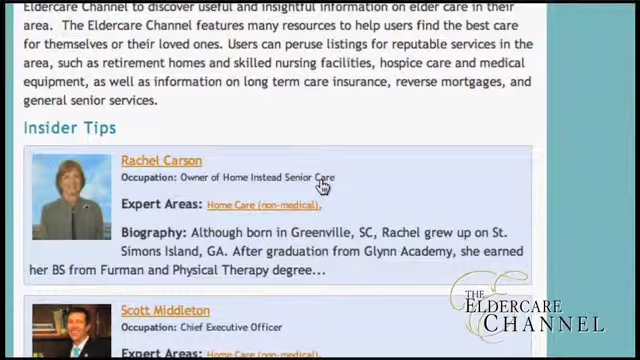 Eldercare Channel to discover useful and insightful information on elder care in their
area.  The Eldercare Channel features many resources to help users find the best care
for themselves or their loved ones. Users can peruse listings for reputable services in the
area, such as retirement homes and skilled nursing facilities, hospice care and medical
equipment, as well as information on long term care insurance, reverse mortgages, and
general senior services.
Insider Tips
Rachel Carson
Occupation: Owner of Home Instead Senior Care
Expert Areas: Home Care (non-medical),
Biography: Although born in Greenville, SC, Rachel grew up on St.
Simons Island, GA. After graduation from Glynn Academy, she earned
her BS from Furman and Physical Therapy degree...
Scott Middleton
Occupation: Chief Executive Officer
Expert Areas: Home Care (non-medical)
THE
ELDERCARE
CHANNEL